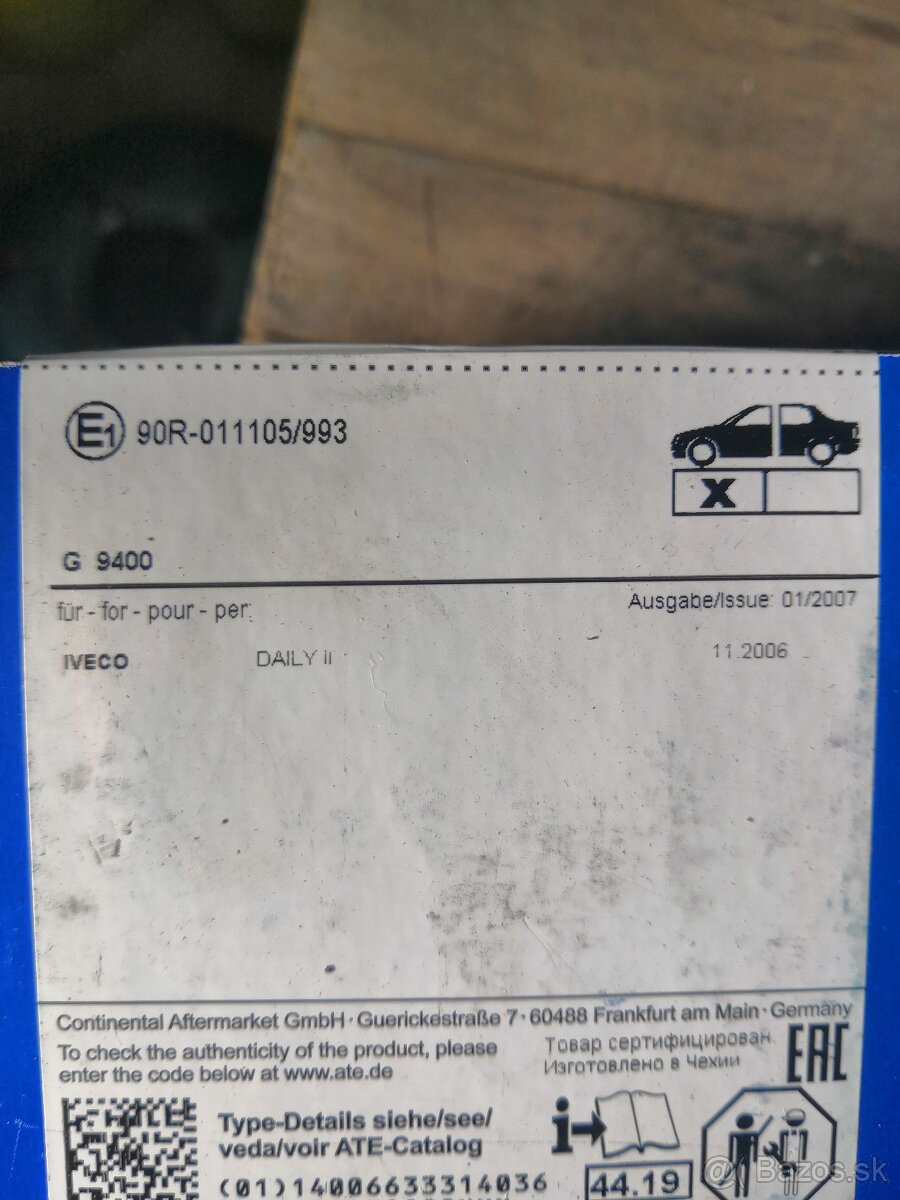 E1 90R-011105/993
X
G 9400
für - for - pour - per:
Ausgabe/Issue: 01/2007
IVECO DAILY II 11.2006
Continental Aftermarket GmbH · Guerickestraße 7 · 60488 Frankfurt am Main · Germany
To check the authenticity of the product, please
enter the code below at www.ate.de
Товар сертифицирован.
Изготовлено в Чехии
EAC
Type-Details siehe/see/
veda/voir ATE-Catalog
(01)14006633314036
i
44.19
@ Bazos.sk